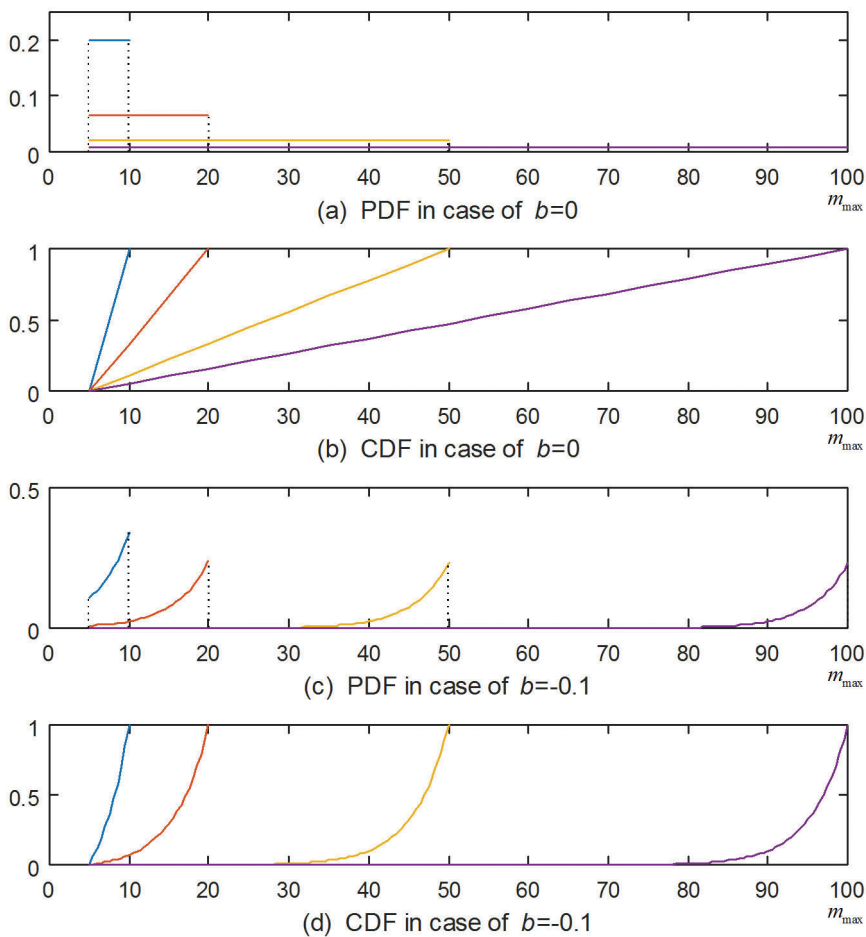 0.2
0.1
0
0 10 20 30 40 50 60 70 80 90 100
(a) PDF in case of b=0
m_max
1
0.5
0
0 10 20 30 40 50 60 70 80 90 100
(b) CDF in case of b=0
m_max
0.5
0
0 10 20 30 40 50 60 70 80 90 100
(c) PDF in case of b=-0.1
m_max
1
0.5
0
0 10 20 30 40 50 60 70 80 90 100
(d) CDF in case of b=-0.1
m_max